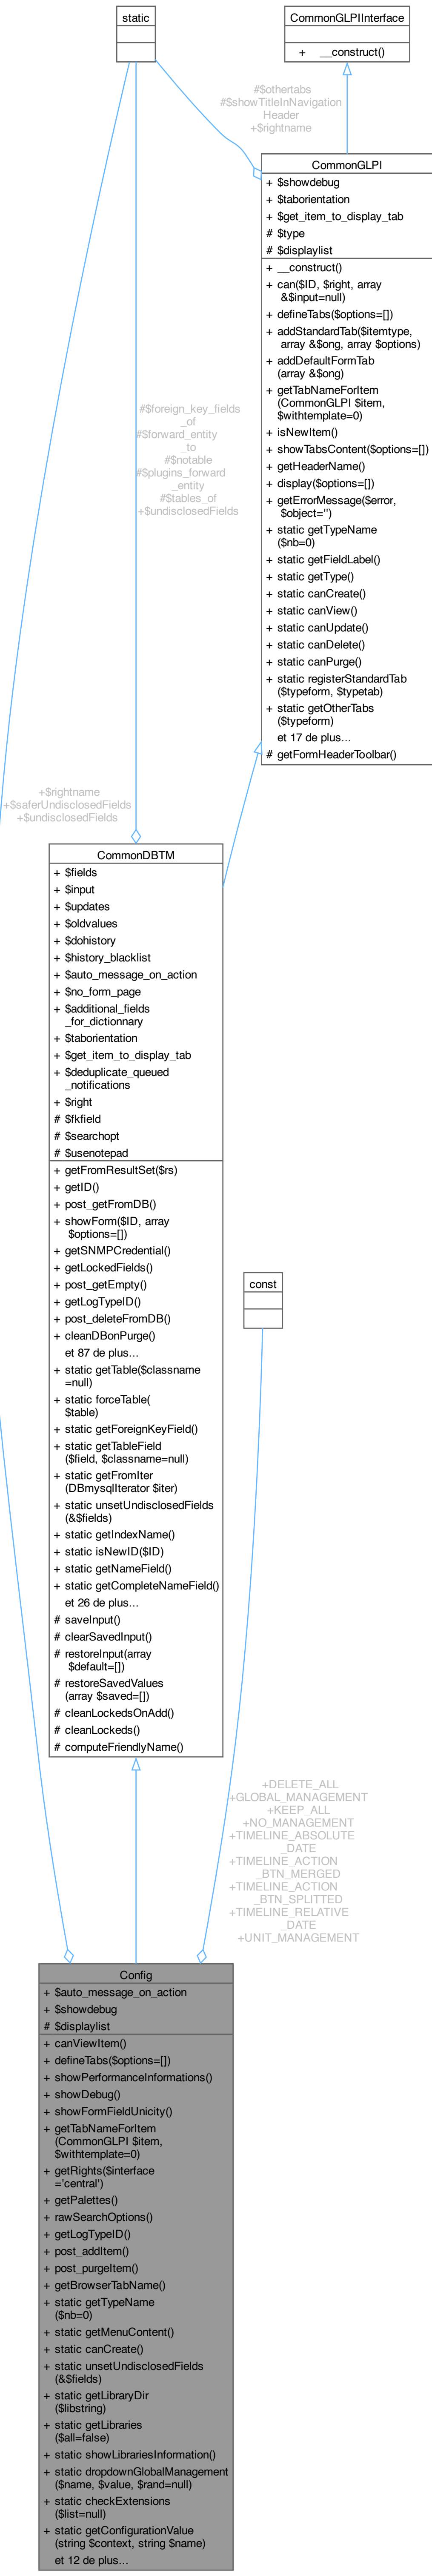 static
CommonGLPIInterface
+ __construct()
#$othertabs
#$showTitleInNavigation
Header
+$rightname
CommonGLPI
+ $showdebug
+ $taborientation
+ $get_item_to_display_tab
# $type
# $displaylist
+ __construct()
+ can($ID, $right, array
&$input=null)
+ defineTabs($options=[])
+ addStandardTab($itemtype,
array &$ong, array $options)
+ addDefaultFormTab
(array &$ong)
+ getTabNameForItem
(CommonGLPI $item,
$withtemplate=0)
+ isNewItem()
+ showTabsContent($options=[])
+ getHeaderName()
+ display($options=[])
+ getErrorMessage($error,
$object='')
+ static getTypeName
($nb=0)
+ static getFieldLabel()
+ static getType()
+ static canCreate()
+ static canView()
+ static canUpdate()
+ static canDelete()
+ static canPurge()
+ static registerStandardTab
($typeform, $typetab)
+ static getOtherTabs
($typeform)
et 17 de plus...
# getFormHeaderToolbar()
#$foreign_key_fields
_of
#$forward_entity
_to
#$notable
#$plugins_forward
_entity
#$tables_of
+$undisclosedFields
+$rightname
+$saferUndisclosedFields
+$undisclosedFields
CommonDBTM
+ $fields
+ $input
+ $updates
+ $oldvalues
+ $dohistory
+ $history_blacklist
+ $auto_message_on_action
+ $no_form_page
+ $additional_fields
_for_dictionnary
+ $taborientation
+ $get_item_to_display_tab
+ $deduplicate_queued
_notifications
+ $right
# $fkfield
# $searchopt
# $usenotepad
+ getFromResultSet($rs)
+ getID()
+ post_getFromDB()
+ showForm($ID, array
$options=[])
+ getSNMPCredential()
+ getLockedFields()
+ post_getEmpty()
+ getLogTypeID()
+ post_deleteFromDB()
+ cleanDBonPurge()
et 87 de plus...
+ static getTable($classname
=null)
+ static forceTable(
$table)
+ static getForeignKeyField()
+ static getTableField
($field, $classname=null)
+ static getFromIter
(DBmysqlIterator $iter)
+ static unsetUndisclosedFields
(&$fields)
+ static getIndexName()
+ static isNewID($ID)
+ static getNameField()
+ static getCompleteNameField()
et 26 de plus...
# saveInput()
# clearSavedInput()
# restoreInput(array
$default=[])
# restoreSavedValues
(array $saved=[])
# cleanLockedsOnAdd()
# cleanLockeds()
# computeFriendlyName()
const
+DELETE_ALL
+GLOBAL_MANAGEMENT
+KEEP_ALL
+NO_MANAGEMENT
+TIMELINE_ABSOLUTE
_DATE
+TIMELINE_ACTION
_BTN_MERGED
+TIMELINE_ACTION
_BTN_SPLITTED
+TIMELINE_RELATIVE
_DATE
+UNIT_MANAGEMENT
Config
+ $auto_message_on_action
+ $showdebug
# $displaylist
+ canViewItem()
+ defineTabs($options=[])
+ showPerformanceInformations()
+ showDebug()
+ showFormFieldUnicity()
+ getTabNameForItem
(CommonGLPI $item,
$withtemplate=0)
+ getRights($interface
='central')
+ getPalettes()
+ rawSearchOptions()
+ getLogTypeID()
+ post_addItem()
+ post_purgeItem()
+ getBrowserTabName()
+ static getTypeName
($nb=0)
+ static getMenuContent()
+ static canCreate()
+ static unsetUndisclosedFields
(&$fields)
+ static getLibraryDir
($libstring)
+ static getLibraries
($all=false)
+ static showLibrariesInformation()
+ static dropdownGlobalManagement
($name, $value, $rand=null)
+ static checkExtensions
($list=null)
+ static getConfigurationValue
(string $context, string $name)
et 12 de plus...